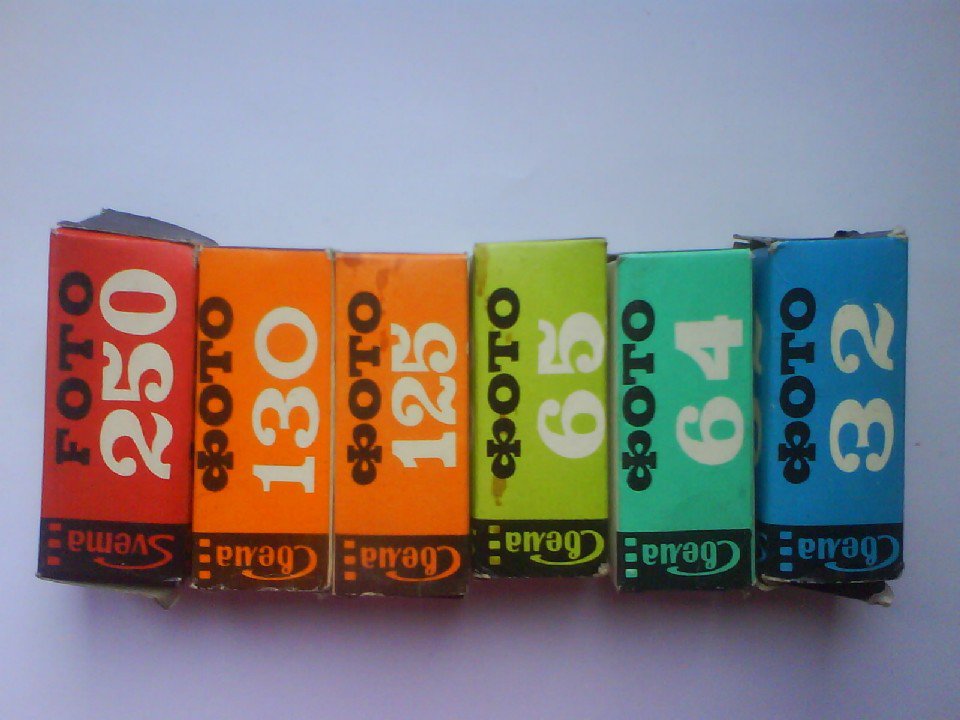 FOTO
250
Svema
ФОТО
130
Свема
ФОТО
125
Свема
ФОТО
65
Свема
ФОТО
64
Свема
ФОТО
32
Свема